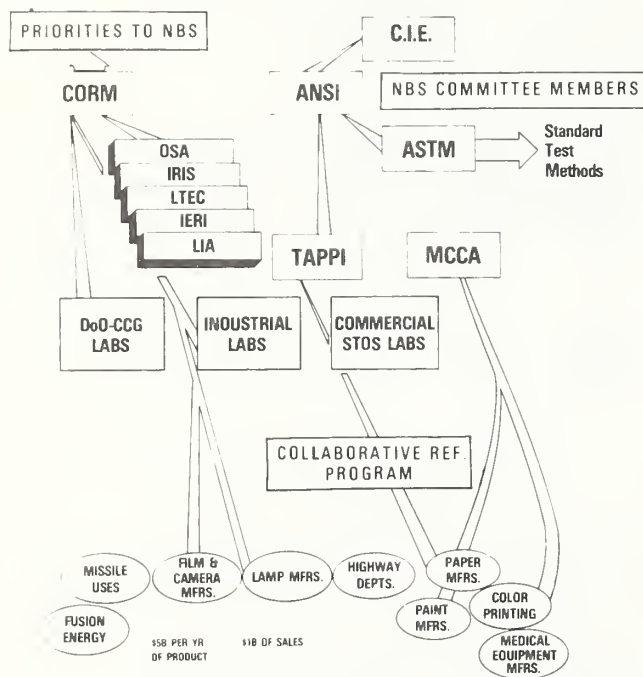 PRIORITIES TO NBS
C.I.E.
CORM
ANSI
NBS COMMITTEE MEMBERS
OSA
IRIS
LTEC
IERI
LIA
ASTM
Standard
Test
Methods
TAPPI
MCCA
DoO-CCG
LABS
INDUSTRIAL
LABS
COMMERCIAL
STOS LABS
COLLABORATIVE REF.
PROGRAM
MISSILE
USES
FILM &
CAMERA
MFRS.
LAMP MFRS.
HIGHWAY
DEPTS.
PAPER
MFRS.
FUSION
ENERGY
$5B PER YR
OF PRODUCT
$1B OF SALES
PAINT
MFRS.
COLOR
PRINTING
MEDICAL
EQUIPMENT
MFRS.